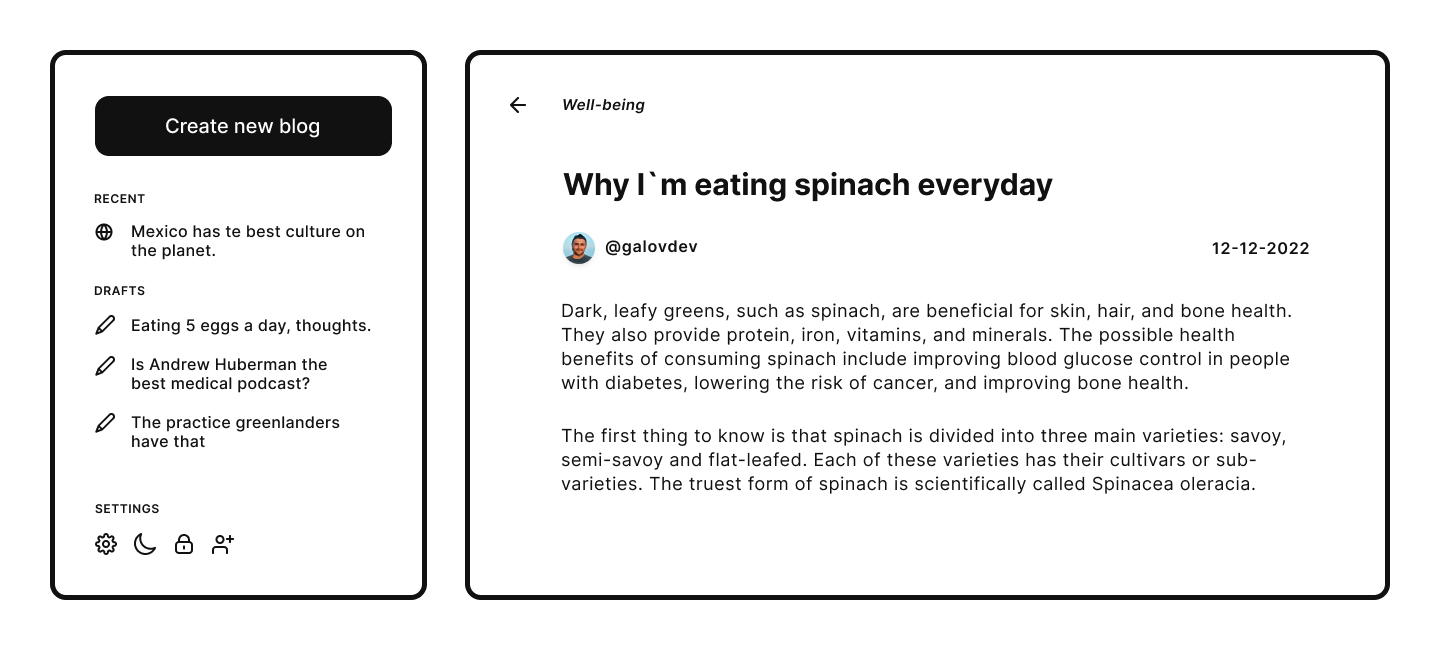 Create new blog
RECENT
Mexico has te best culture on
the planet.
DRAFTS
Eating 5 eggs a day, thoughts.
Is Andrew Huberman the
best medical podcast?
The practice greenlanders
have that
SETTINGS
Well-being
Why I`m eating spinach everyday
@galovdev
12-12-2022
Dark, leafy greens, such as spinach, are beneficial for skin, hair, and bone health.
They also provide protein, iron, vitamins, and minerals. The possible health
benefits of consuming spinach include improving blood glucose control in people
with diabetes, lowering the risk of cancer, and improving bone health.
The first thing to know is that spinach is divided into three main varieties: savoy,
semi-savoy and flat-leafed. Each of these varieties has their cultivars or sub-
varieties. The truest form of spinach is scientifically called Spinacea oleracia.